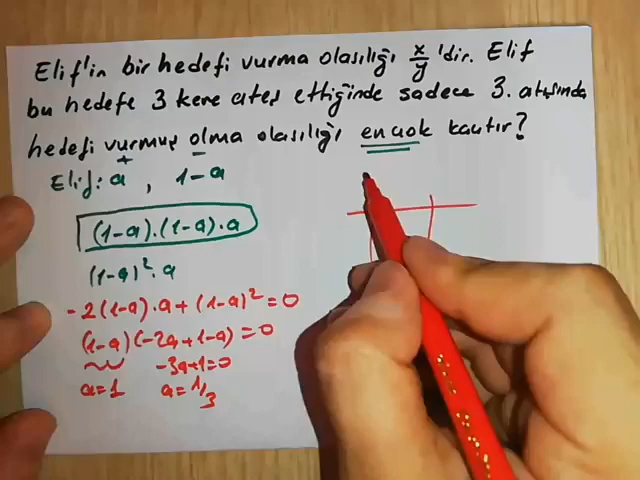 Elif'in bir hedefi vurma olasılığı x/y 'dir. Elif
bu hedefe 3 kere ateş ettiğinde sadece 3. atışında
hedefi vurmuş olma olasılığı en çok kaçtır?
+ -
Elif: a , 1-a
(1-a).(1-a).a
(1-a)².a
-2(1-a).a+(1-a)²=0
(1-a)(-2a+1-a)=0
-3a+1=0
a=1 a=1/3